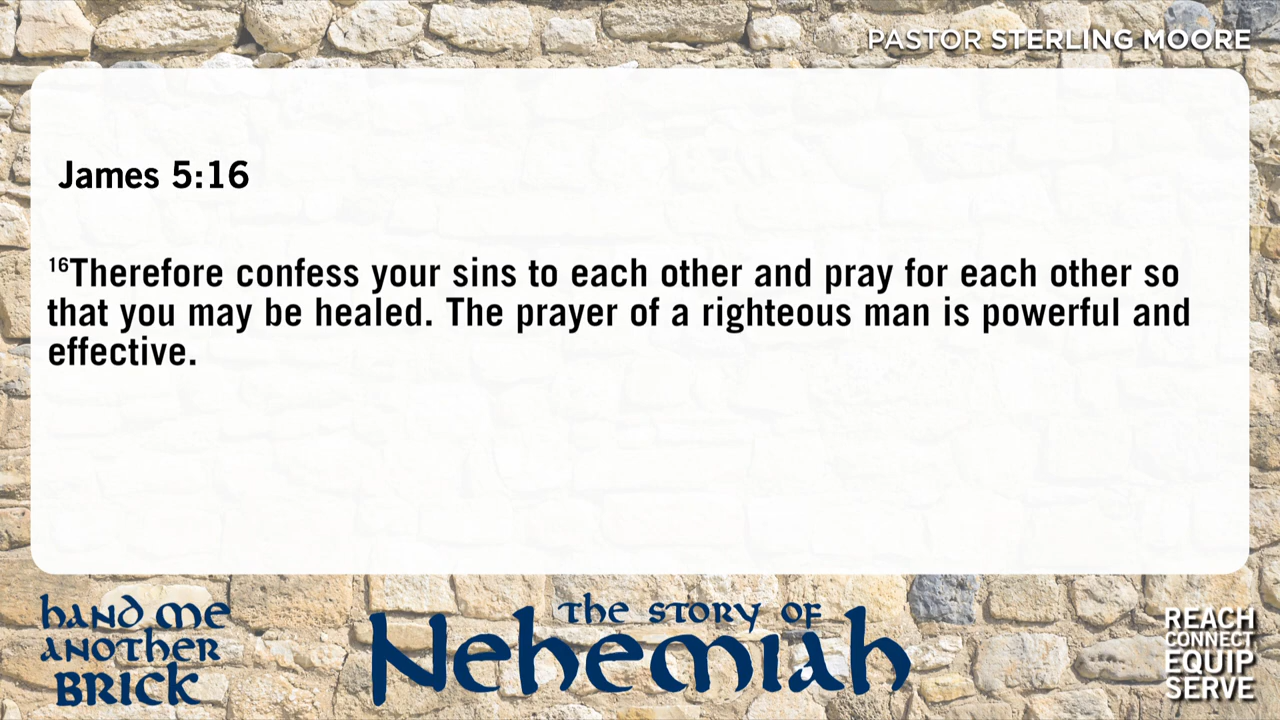 PASTOR STERLING MOORE
James 5:16
16Therefore confess your sins to each other and pray for each other so
that you may be healed. The prayer of a righteous man is powerful and
effective.
hand me
another
brick
the story of
Nehemiah
REACH
CONNECT
EQUIP
SERVE